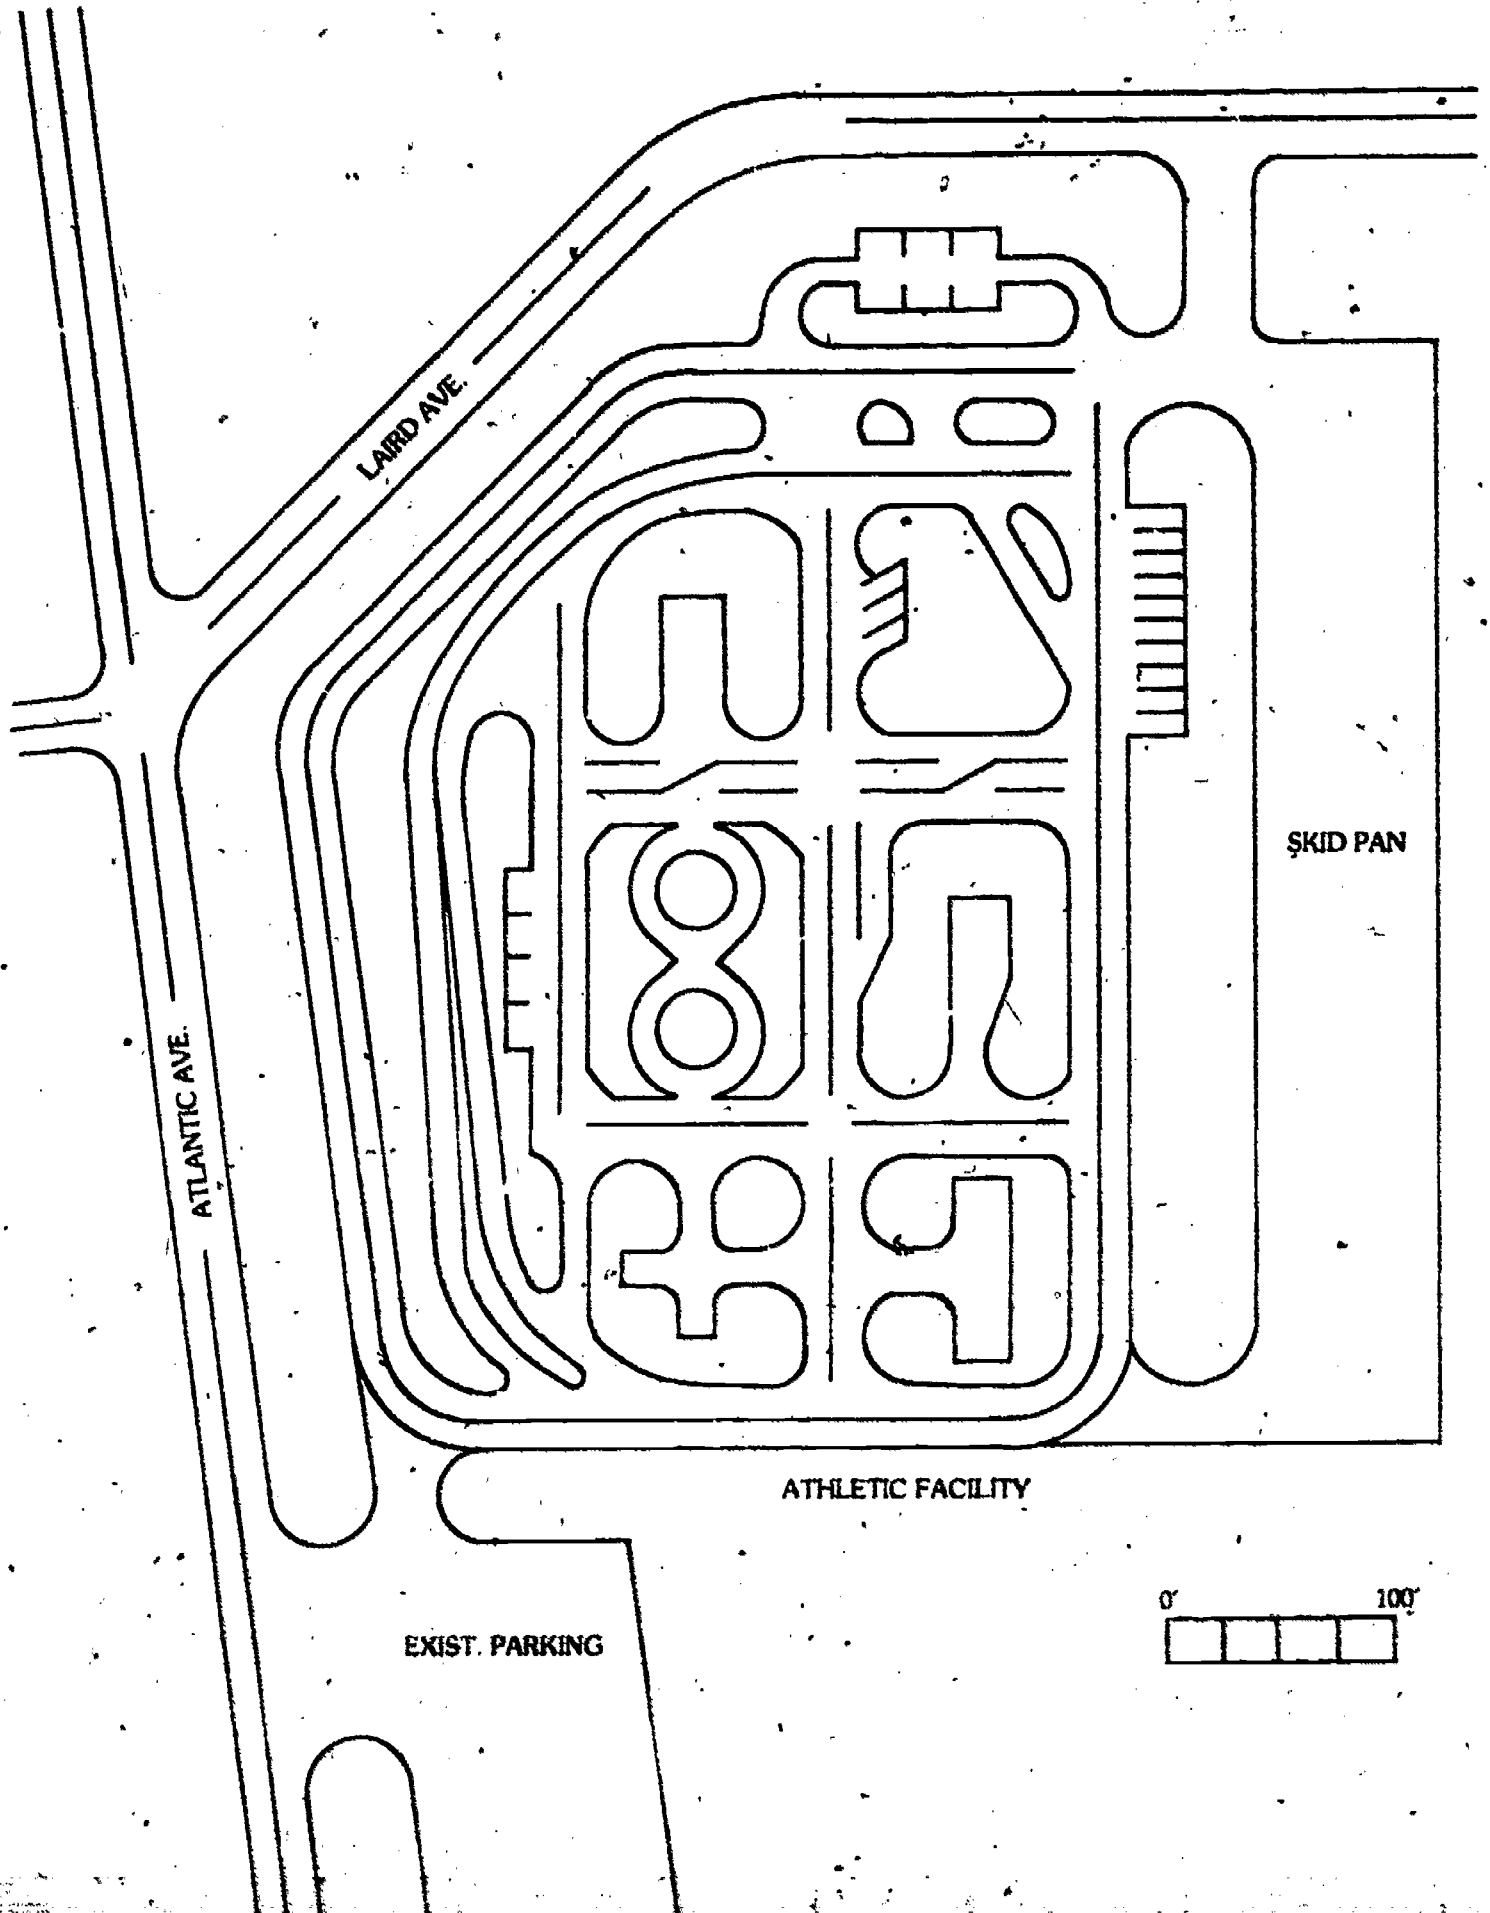 LAIRD AVE.
SKID PAN
ATLANTIC AVE.
ATHLETIC FACILITY
0' 100'
EXIST. PARKING